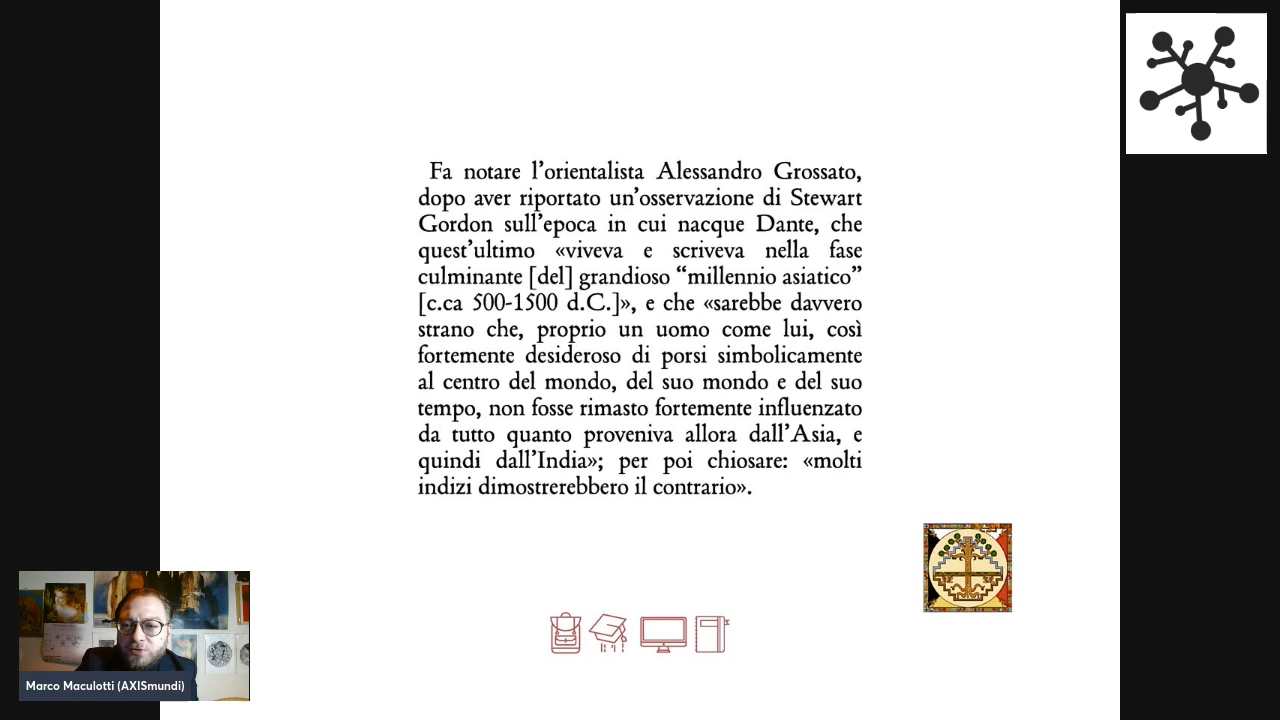 Fa notare l'orientalista Alessandro Grossato,
dopo aver riportato un'osservazione di Stewart
Gordon sull'epoca in cui nacque Dante, che
quest'ultimo «viveva e scriveva nella fase
culminante [del] grandioso “millennio asiatico”
[c.ca 500-1500 d.C.]», e che «sarebbe davvero
strano che, proprio un uomo come lui, così
fortemente desideroso di porsi simbolicamente
al centro del mondo, del suo mondo e del suo
tempo, non fosse rimasto fortemente influenzato
da tutto quanto proveniva allora dall'Asia, e
quindi dall'India»; per poi chiosare: «molti
indizi dimostrerebbero il contrario».
Marco Maculotti (AXISmundi)